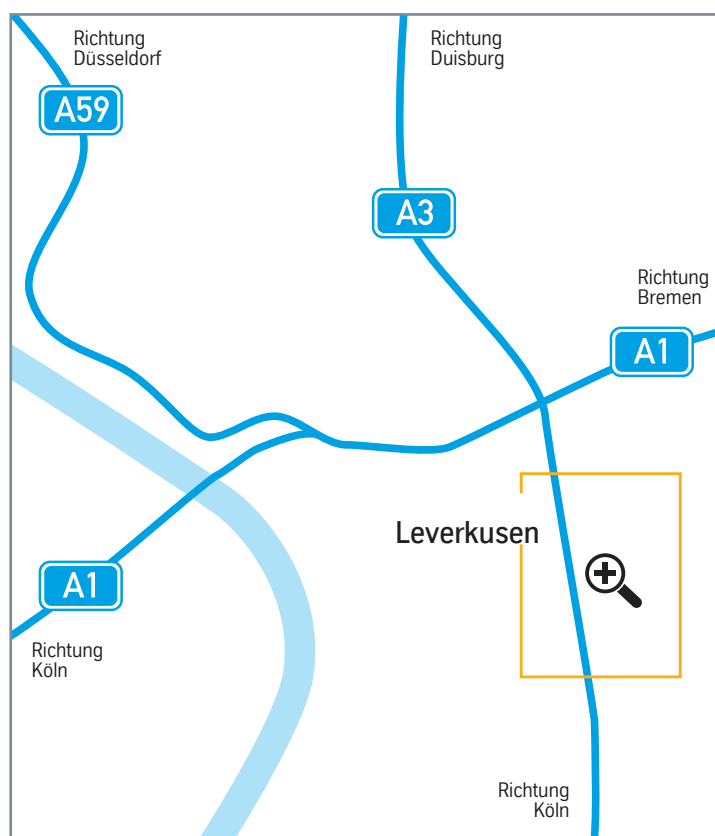 Richtung
Düsseldorf
Richtung
Duisburg
A59
A3
Richtung
Bremen
A1
Leverkusen
A1
Richtung
Köln
Richtung
Köln